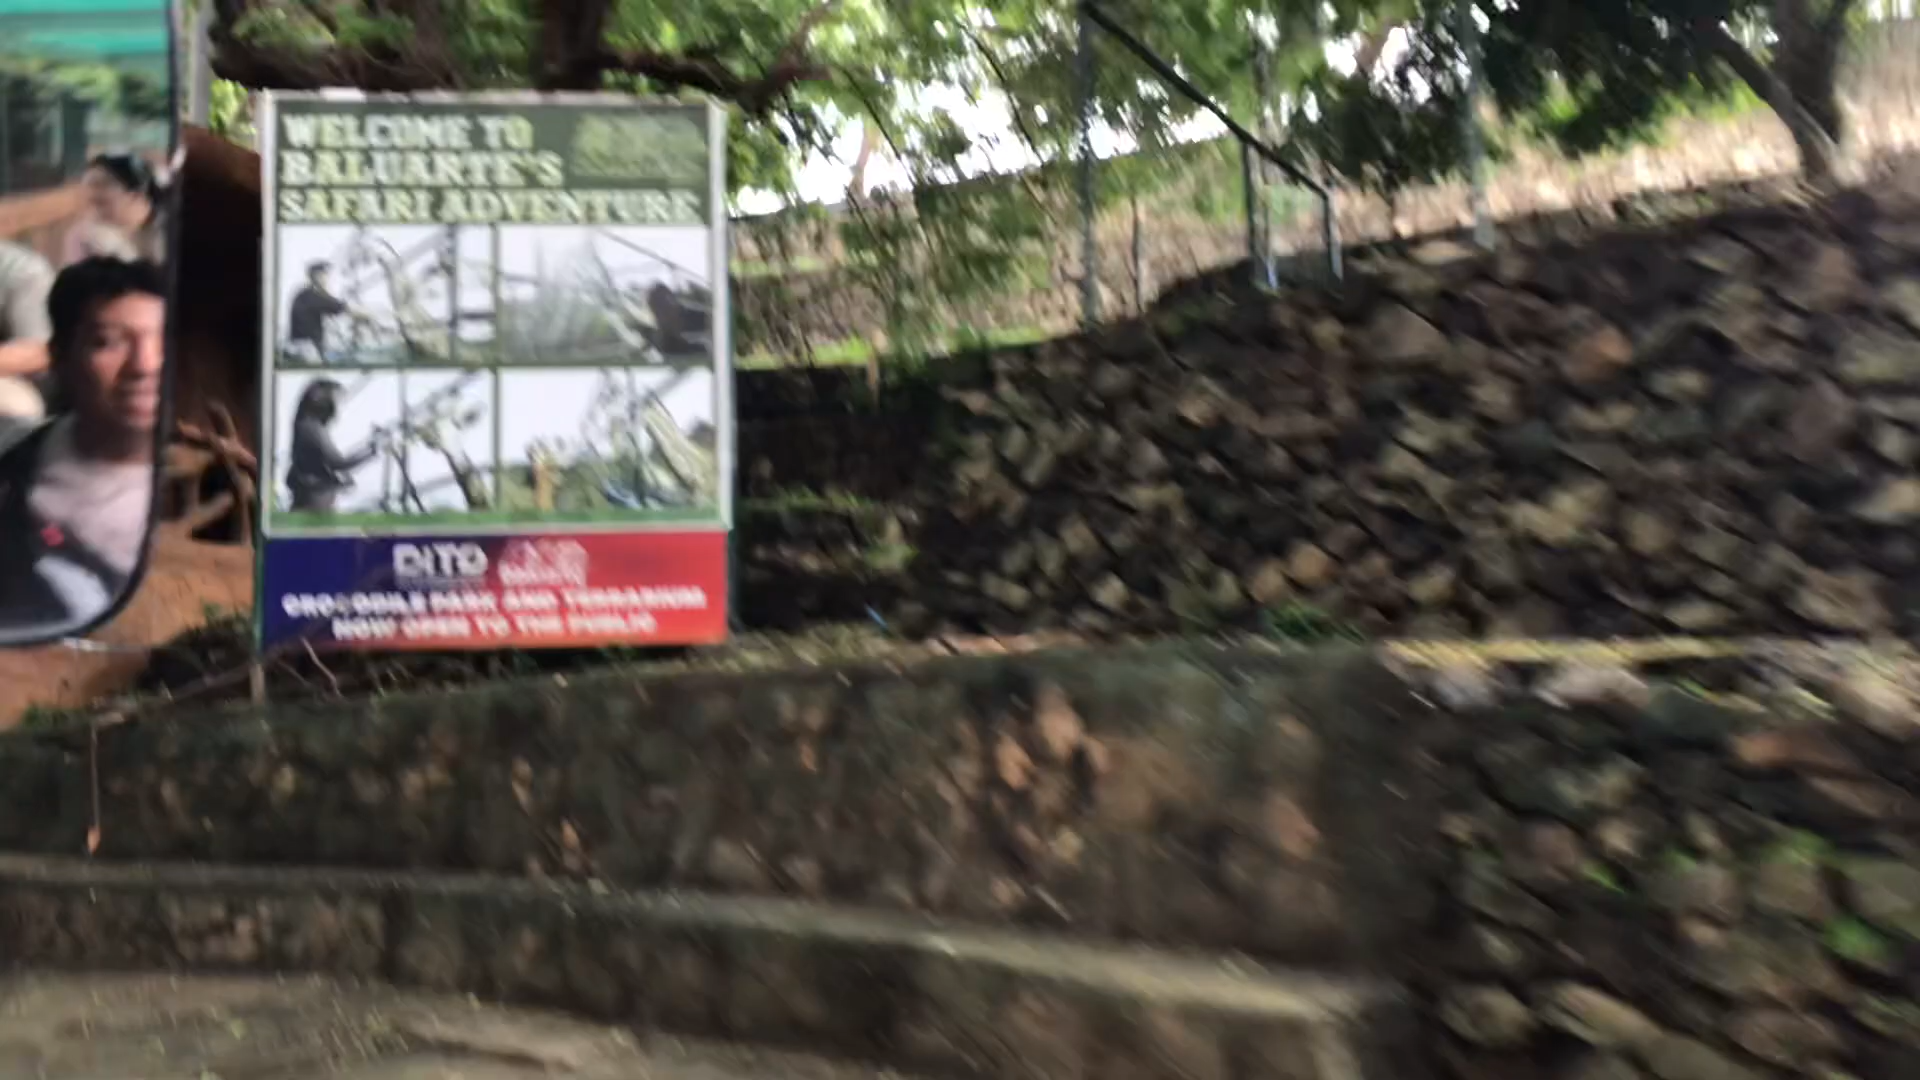 WELCOME TO
BALUARTE'S
SAFARI ADVENTURE
DITO
CROCODILE PARK AND TERRARIUM
NOW OPEN TO THE PUBLIC